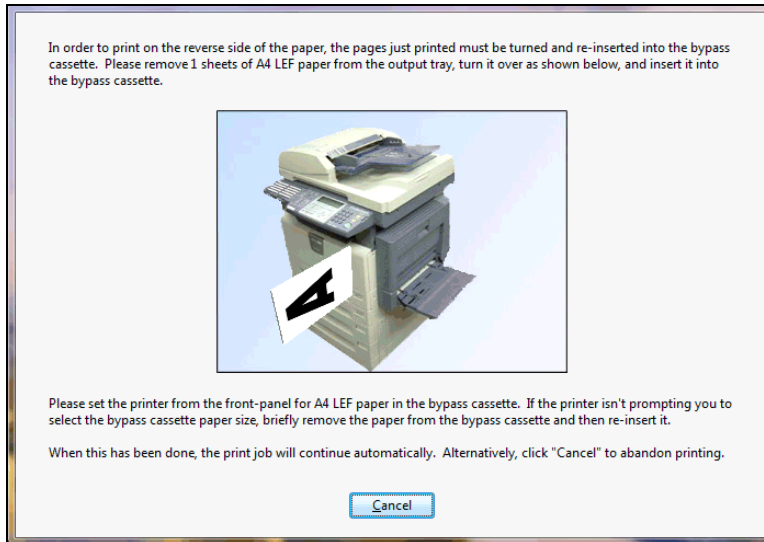 In order to print on the reverse side of the paper, the pages just printed must be turned and re-inserted into the bypass
cassette.  Please remove 1 sheets of A4 LEF paper from the output tray, turn it over as shown below, and insert it into
the bypass cassette.
A
Please set the printer from the front-panel for A4 LEF paper in the bypass cassette.  If the printer isn't prompting you to
select the bypass cassette paper size, briefly remove the paper from the bypass cassette and then re-insert it.
When this has been done, the print job will continue automatically.  Alternatively, click "Cancel" to abandon printing.
Cancel